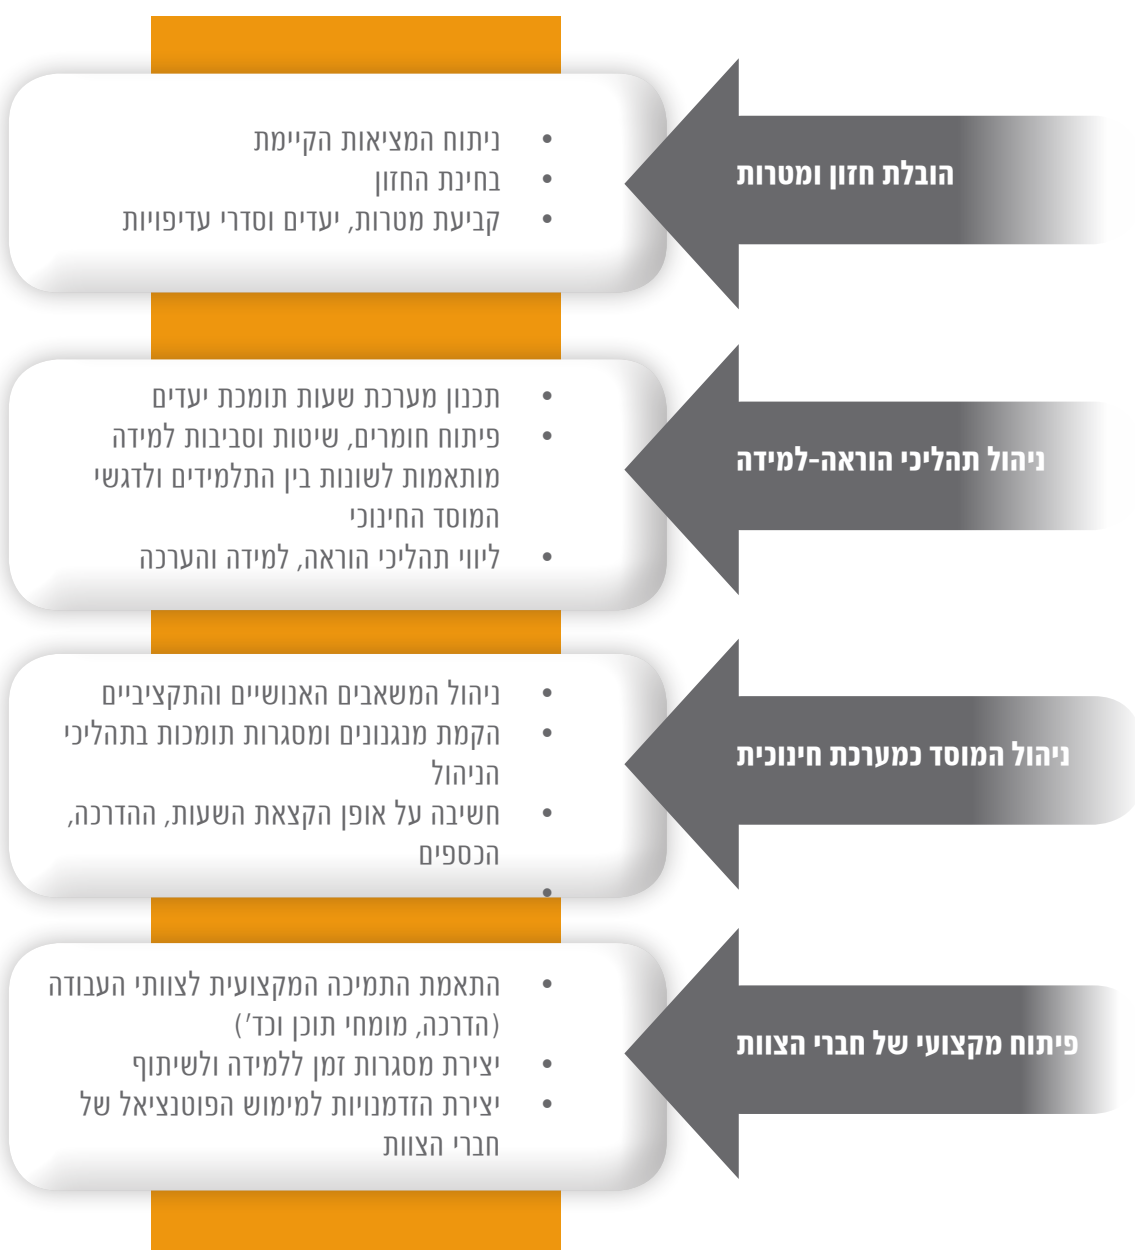 הובלת חזון ומטרות
• ניתוח המציאות הקיימת
• בחינת החזון
• קביעת מטרות, יעדים וסדרי עדיפויות
ניהול תהליכי הוראה-למידה
• תכנון מערכת שעות תומכת יעדים
• פיתוח חומרים, שיטות וסביבות למידה
מותאמות לשונות בין התלמידים ולדגשי
המוסד החינוכי
• ליווי תהליכי הוראה, למידה והערכה
ניהול המוסד כמערכת חינוכית
• ניהול המשאבים האנושיים והתקציביים
• הקמת מנגנונים ומסגרות תומכות בתהליכי
הניהול
• חשיבה על אופן הקצאת השעות, ההדרכה,
הכספים
•
פיתוח מקצועי של חברי הצוות
• התאמת התמיכה המקצועית לצוותי העבודה
(הדרכה, מומחי תוכן וכד')
• יצירת מסגרות זמן ללמידה ולשיתוף
• יצירת הזדמנויות למימוש הפוטנציאל של
חברי הצוות